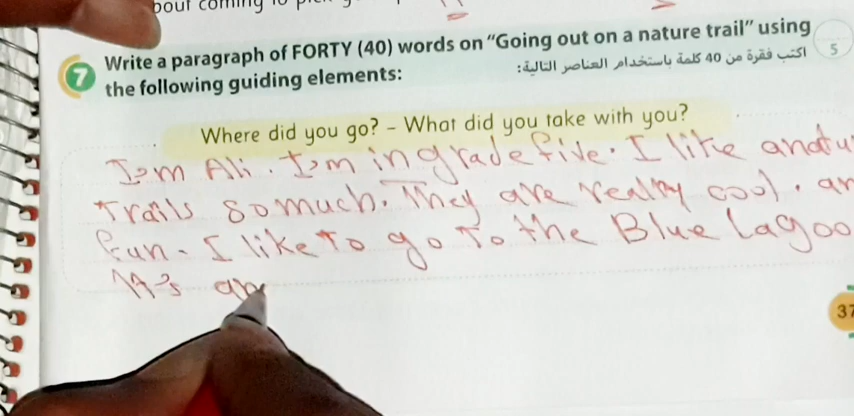 bout coming to
7 Write a paragraph of FORTY (40) words on “Going out on a nature trail” using
the following guiding elements:
اكتب فقرة من 40 كلمة باستخدام العناصر التالية:
5
Where did you go? – What did you take with you?
I'm Ali. I'm in grade five. I like anatu
Trails so much. They are really cool. an
fun. I like to go to the Blue Lagoo
It's an
37